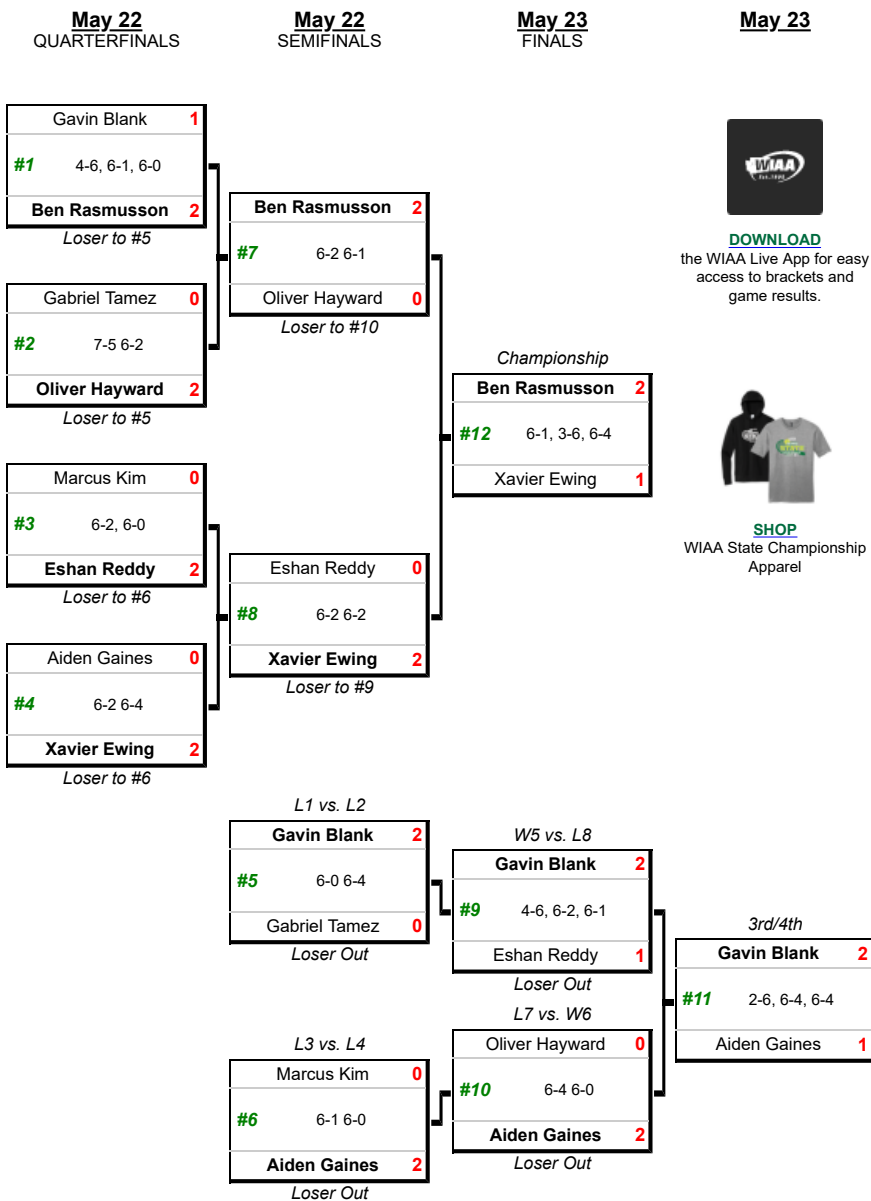 May 22
QUARTERFINALS
May 22
SEMIFINALS
May 23
FINALS
May 23
Gavin Blank 1
#1 4-6, 6-1, 6-0
Ben Rasmusson 2
Loser to #5
Gabriel Tamez 0
#2 7-5 6-2
Oliver Hayward 2
Loser to #5
Marcus Kim 0
#3 6-2, 6-0
Eshan Reddy 2
Loser to #6
Aiden Gaines 0
#4 6-2 6-4
Xavier Ewing 2
Loser to #6
Ben Rasmusson 2
#7 6-2 6-1
Oliver Hayward 0
Loser to #10
Eshan Reddy 0
#8 6-2 6-2
Xavier Ewing 2
Loser to #9
Championship
Ben Rasmusson 2
#12 6-1, 3-6, 6-4
Xavier Ewing 1
WIAA
DOWNLOAD
the WIAA Live App for easy
access to brackets and
game results.
SHOP
WIAA State Championship
Apparel
L1 vs. L2
Gavin Blank 2
#5 6-0 6-4
Gabriel Tamez 0
Loser Out
L3 vs. L4
Marcus Kim 0
#6 6-1 6-0
Aiden Gaines 2
Loser Out
W5 vs. L8
Gavin Blank 2
#9 4-6, 6-2, 6-1
Eshan Reddy 1
Loser Out
L7 vs. W6
Oliver Hayward 0
#10 6-4 6-0
Aiden Gaines 2
Loser Out
3rd/4th
Gavin Blank 2
#11 2-6, 6-4, 6-4
Aiden Gaines 1